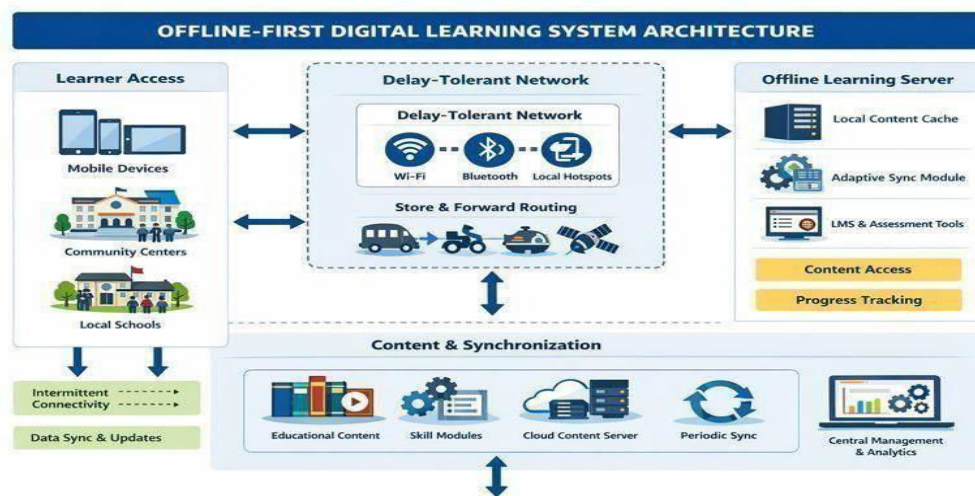 OFFLINE-FIRST DIGITAL LEARNING SYSTEM ARCHITECTURE
Learner Access
Mobile Devices
Community Centers
Local Schools
Intermittent
Connectivity
Data Sync & Updates
Delay-Tolerant Network
Delay-Tolerant Network
Wi-Fi
Bluetooth
Local Hotspots
Store & Forward Routing
Offline Learning Server
Local Content Cache
Adaptive Sync Module
LMS & Assessment Tools
Content Access
Progress Tracking
Content & Synchronization
Educational Content
Skill Modules
Cloud Content Server
Periodic Sync
Central Management
& Analytics